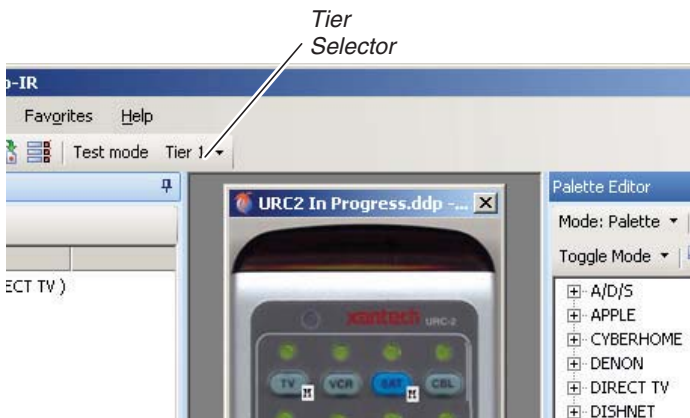 Tier
Selector
o-IR
Favorites Help
Test mode Tier 1
URC2 In Progress.ddp -...
Palette Editor
Mode: Palette
Toggle Mode
ECT TV )
A/D/S
APPLE
CYBERHOME
DENON
DIRECT TV
DISHNET
xantech URC-2
TV VCR SAT CBL
M M